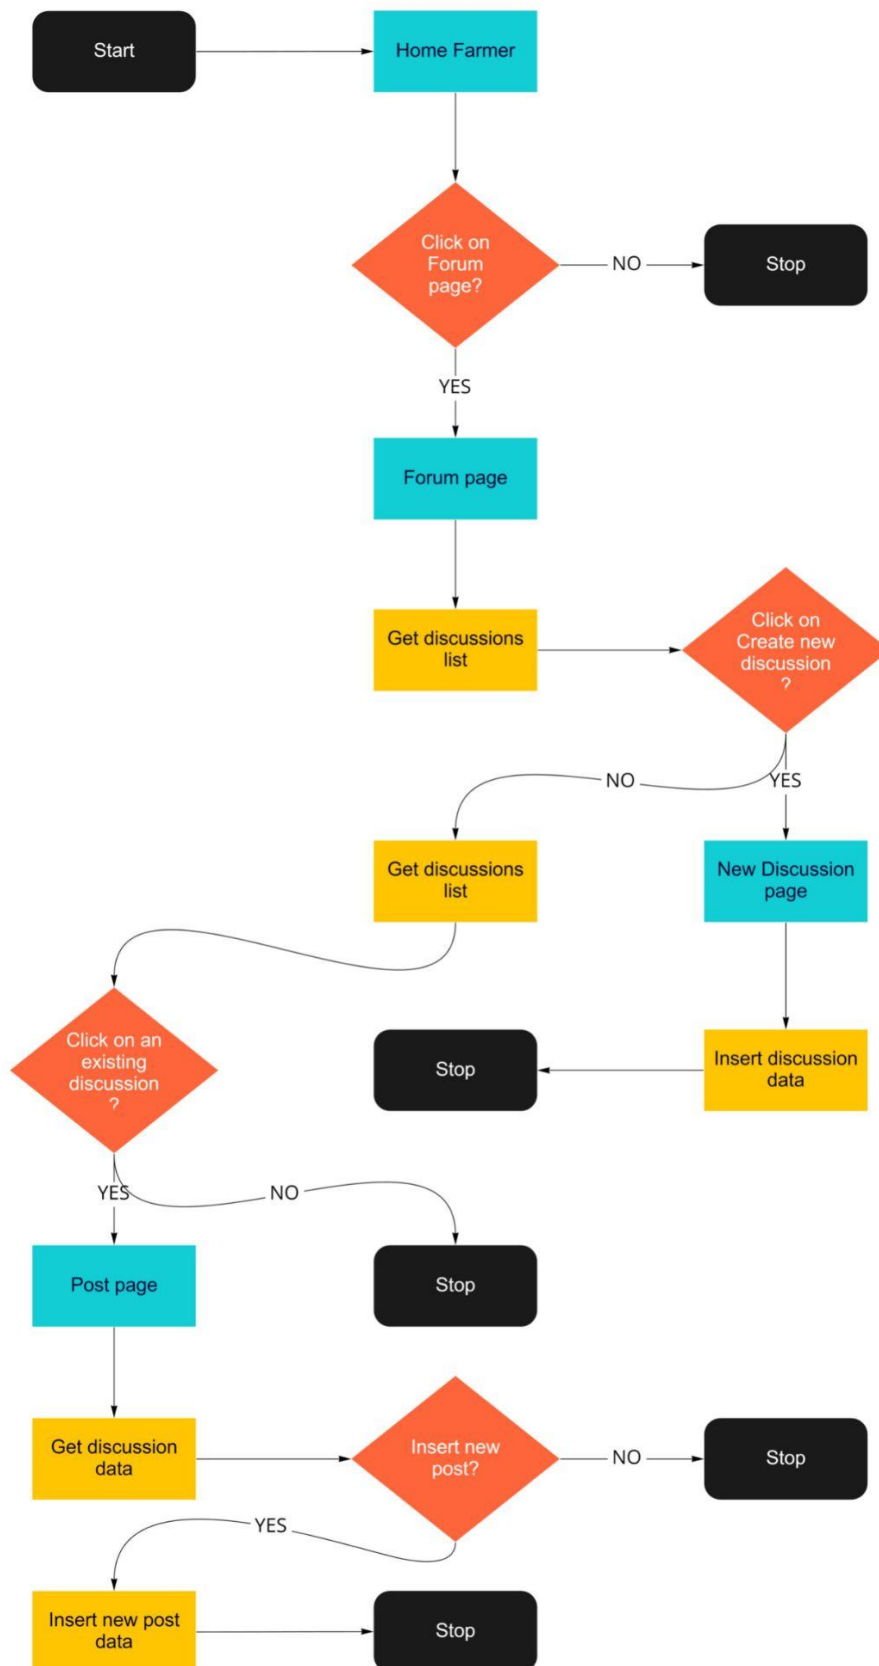 Start
Home Farmer
Click on
Forum
page?
NO
Stop
YES
Forum page
Get discussions
list
Click on
Create new
discussion
?
NO
YES
Get discussions
list
New Discussion
page
Click on an
existing
discussion
?
Stop
Insert discussion
data
YES
NO
Post page
Stop
Get discussion
data
Insert new
post?
NO
Stop
YES
Insert new post
data
Stop